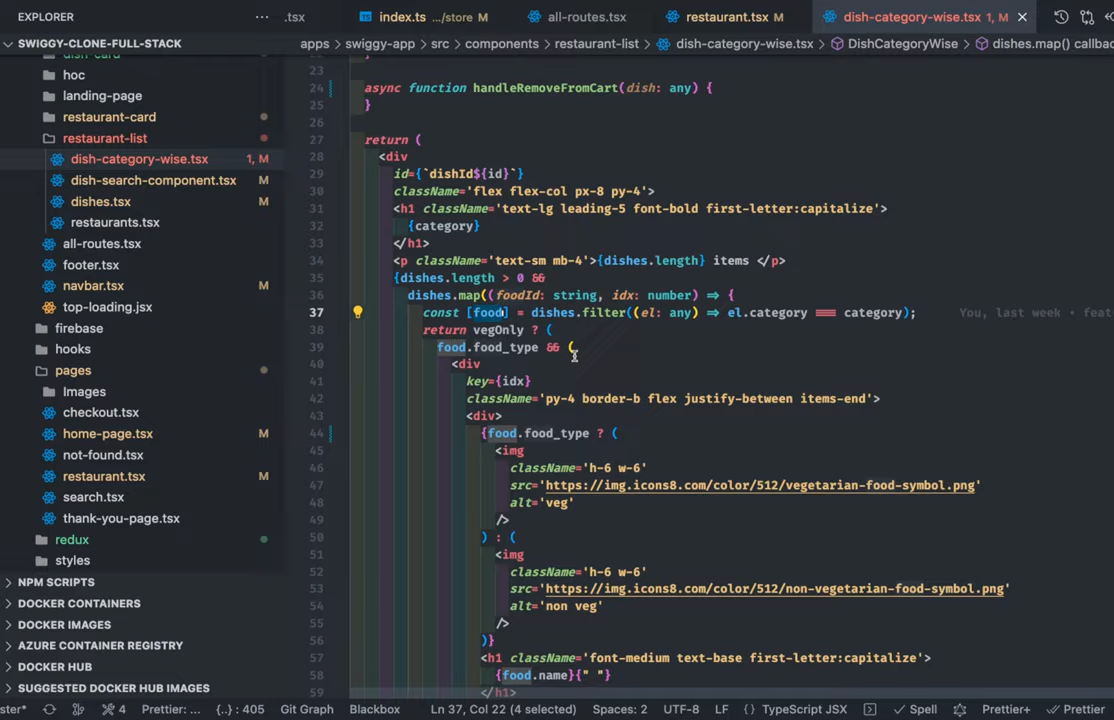 EXPLORER
··· .tsx
index.ts .../store M
all-routes.tsx
restaurant.tsx M
dish-category-wise.tsx 1, M
SWIGGY-CLONE-FULL-STACK
apps > swiggy-app > src > components > restaurant-list > dish-category-wise.tsx > DishCategoryWise > dishes.map() callback
hoc
landing-page
restaurant-card
restaurant-list
dish-category-wise.tsx 1, M
dish-search-component.tsx M
dishes.tsx M
restaurants.tsx
all-routes.tsx
footer.tsx
navbar.tsx M
top-loading.jsx
firebase
hooks
pages
Images
checkout.tsx
home-page.tsx M
not-found.tsx
restaurant.tsx M
search.tsx
thank-you-page.tsx
redux
styles
NPM SCRIPTS
DOCKER CONTAINERS
DOCKER IMAGES
AZURE CONTAINER REGISTRY
DOCKER HUB
SUGGESTED DOCKER HUB IMAGES
23
24 async function handleRemoveFromCart(dish: any) {
25 }
26
27 return (
28 <div
29 id={`dishId${id}`}
30 className='flex flex-col px-8 py-4'>
31 <h1 className='text-lg leading-5 font-bold first-letter:capitalize'>
32 {category}
33 </h1>
34 <p className='text-sm mb-4'>{dishes.length} items </p>
35 {dishes.length > 0 &&
36 dishes.map((foodId: string, idx: number) => {
37 const [food] = dishes.filter((el: any) => el.category === category); You, last week • feat
38 return vegOnly ? (
39 food.food_type && (
40 <div
41 key={idx}
42 className='py-4 border-b flex justify-between items-end'>
43 <div>
44 {food.food_type ? (
45 <img
46 className='h-6 w-6'
47 src='https://img.icons8.com/color/512/vegetarian-food-symbol.png'
48 alt='veg'
49 />
50 ) : (
51 <img
52 className='h-6 w-6'
53 src='https://img.icons8.com/color/512/non-vegetarian-food-symbol.png'
54 alt='non veg'
55 />
56 )}
57 <h1 className='font-medium text-base first-letter:capitalize'>
58 {food.name}{" "}
59 </h1>
ster* 4 Prettier: ... {..} : 405 Git Graph Blackbox Ln 37, Col 22 (4 selected) Spaces: 2 UTF-8 LF TypeScript JSX Spell Prettier+ Prettier